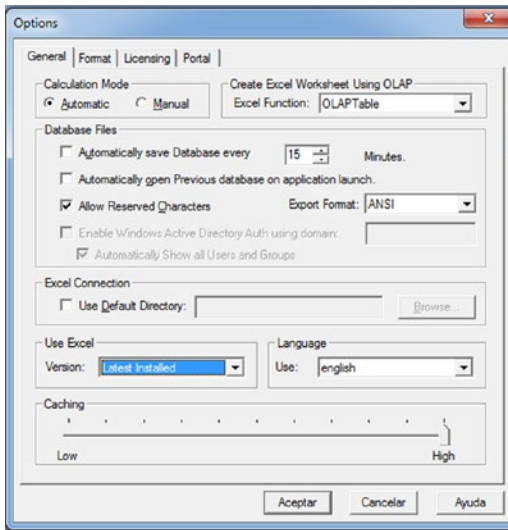 Options
General Format Licensing Portal
Calculation Mode
Automatic Manual
Create Excel Worksheet Using OLAP
Excel Function: OLAPTable
Database Files
Automatically save Database every 15 Minutes.
Automatically open Previous database on application launch.
Allow Reserved Characters Export Format: ANSI
Enable Windows Active Directory Auth using domain:
Automatically Show all Users and Groups
Excel Connection
Use Default Directory: Browse...
Use Excel
Version: Latest Installed
Language
Use: english
Caching
Low High
Aceptar Cancelar Ayuda